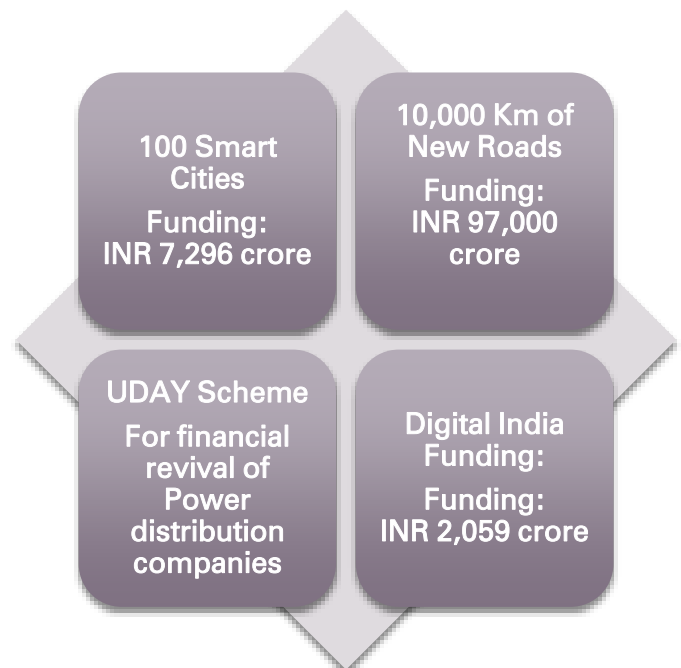 100 Smart
Cities
Funding:
INR 7,296 crore
10,000 Km of
New Roads
Funding:
INR 97,000
crore
UDAY Scheme
For financial
revival of
Power
distribution
companies
Digital India
Funding:
Funding:
INR 2,059 crore